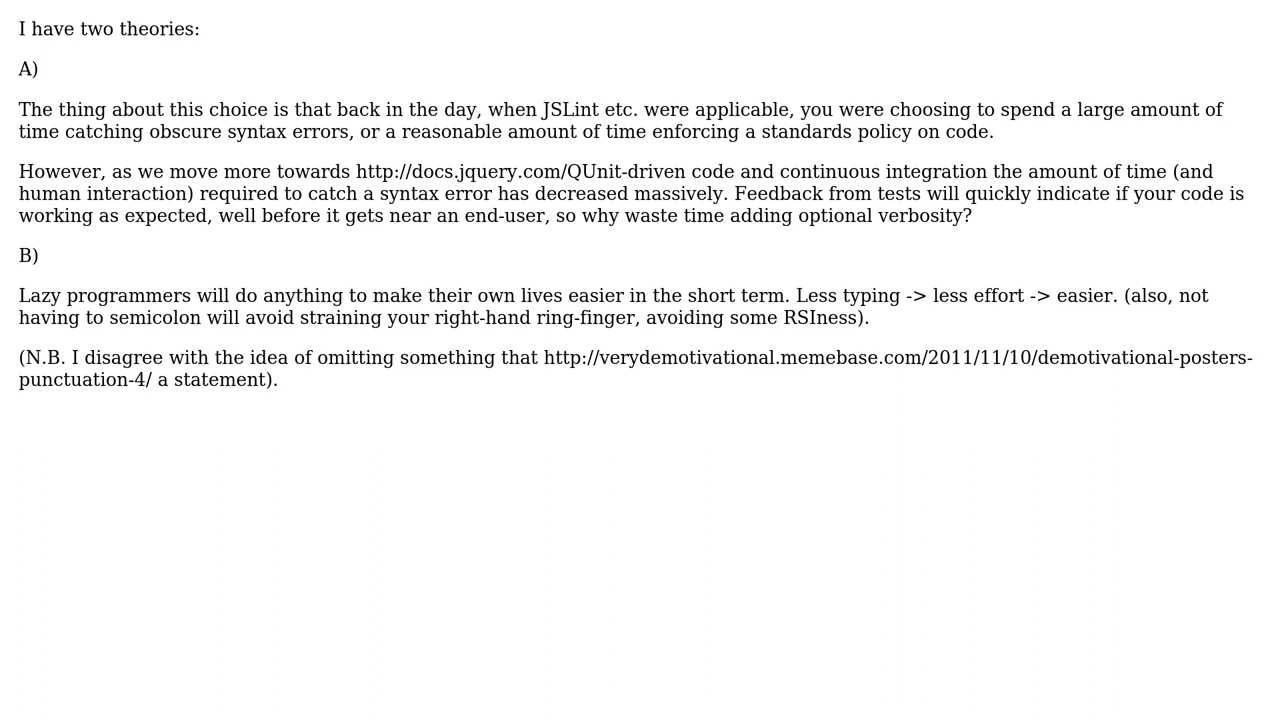 I have two theories:
A)
The thing about this choice is that back in the day, when JSLint etc. were applicable, you were choosing to spend a large amount of
time catching obscure syntax errors, or a reasonable amount of time enforcing a standards policy on code.
However, as we move more towards http://docs.jquery.com/QUnit-driven code and continuous integration the amount of time (and
human interaction) required to catch a syntax error has decreased massively. Feedback from tests will quickly indicate if your code is
working as expected, well before it gets near an end-user, so why waste time adding optional verbosity?
B)
Lazy programmers will do anything to make their own lives easier in the short term. Less typing -> less effort -> easier. (also, not
having to semicolon will avoid straining your right-hand ring-finger, avoiding some RSIness).
(N.B. I disagree with the idea of omitting something that http://verydemotivational.memebase.com/2011/11/10/demotivational-posters-
punctuation-4/ a statement).